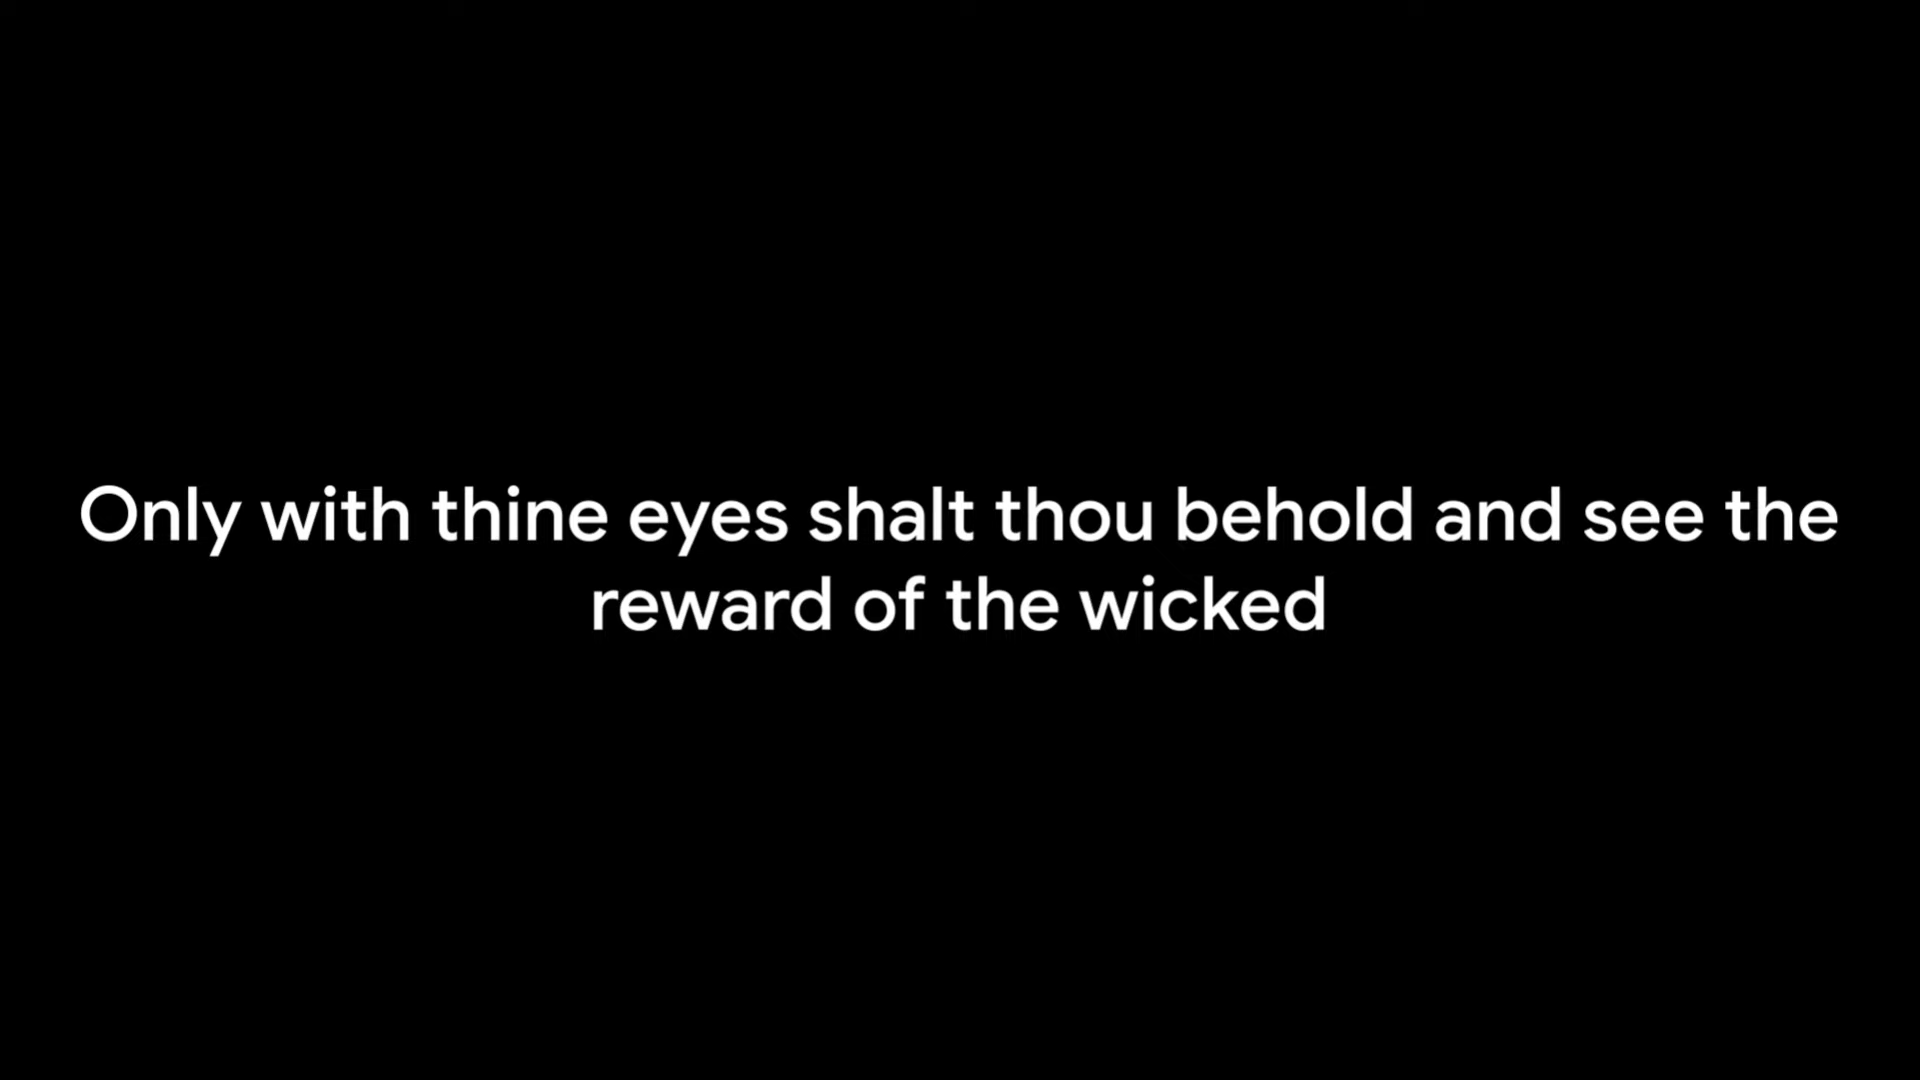 Only with thine eyes shalt thou behold and see the
reward of the wicked